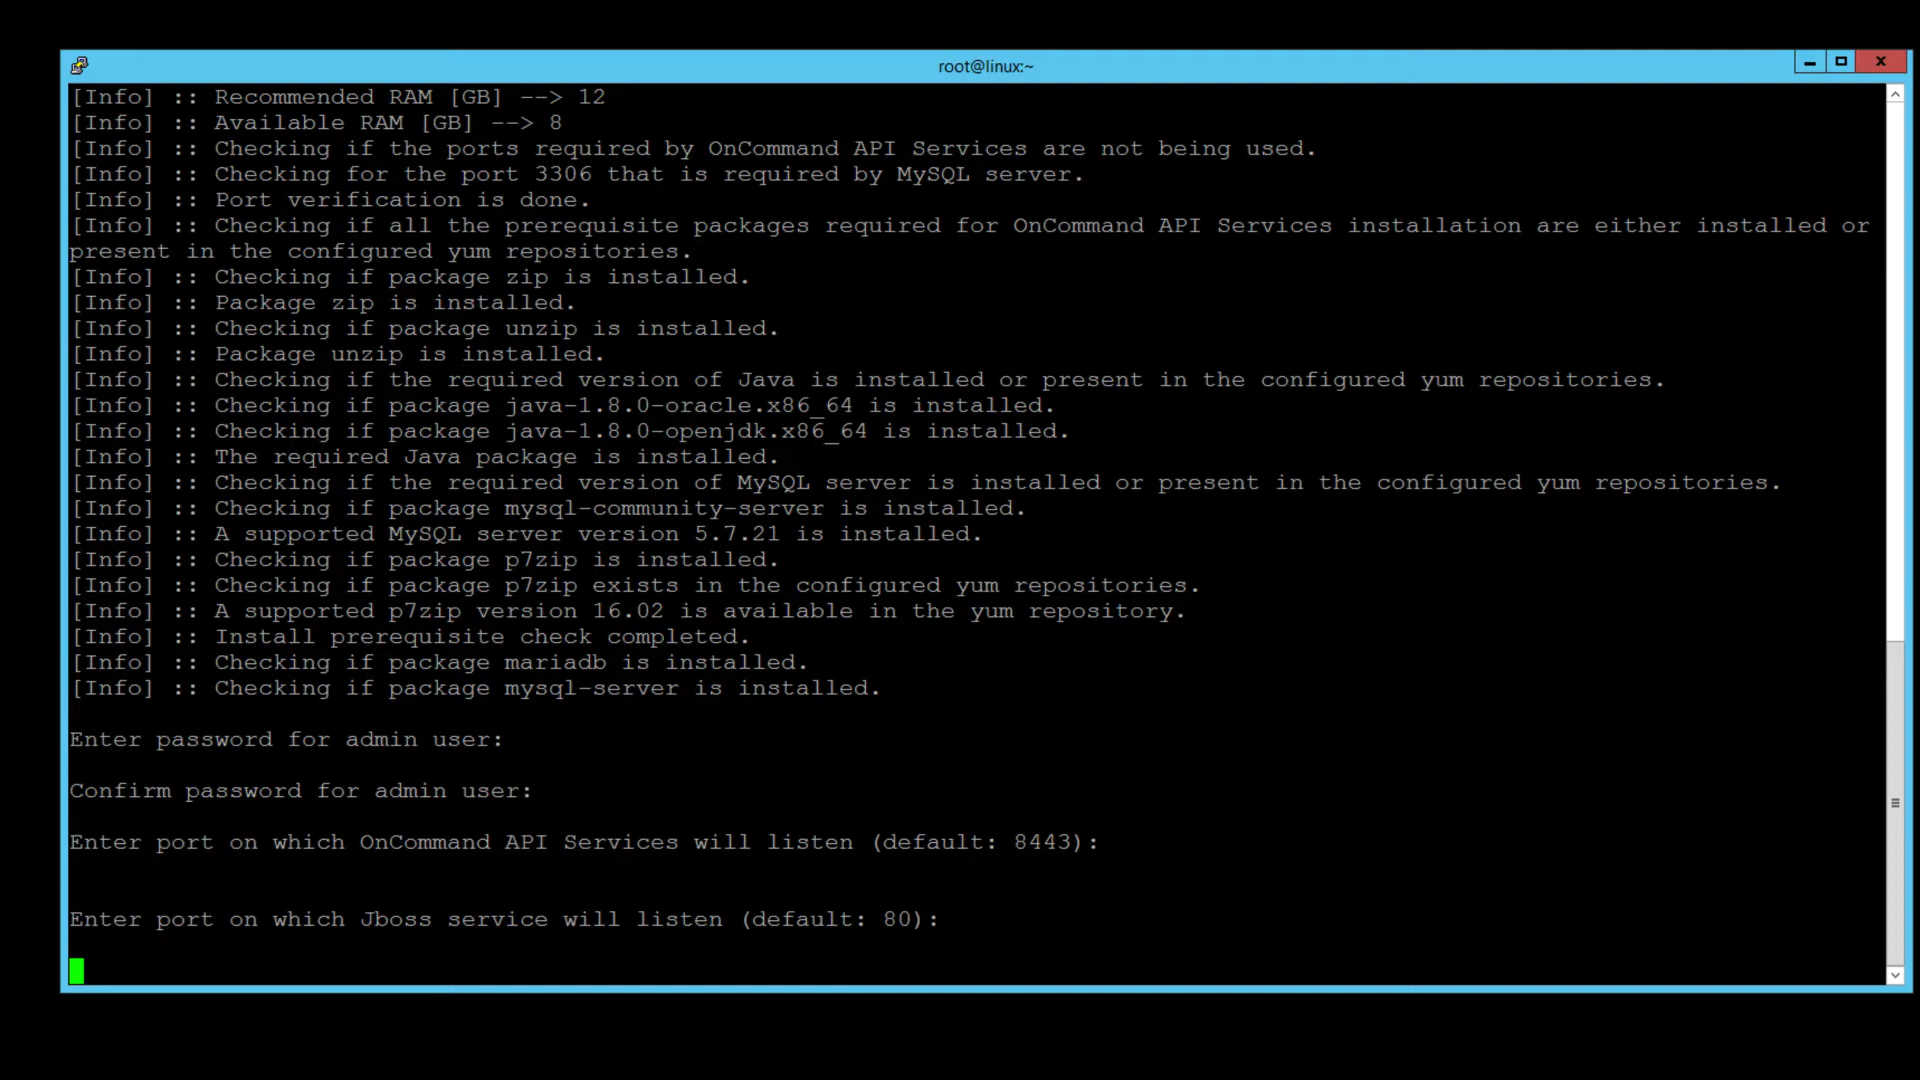 root@linux:~
[Info] :: Recommended RAM [GB] --> 12
[Info] :: Available RAM [GB] --> 8
[Info] :: Checking if the ports required by OnCommand API Services are not being used.
[Info] :: Checking for the port 3306 that is required by MySQL server.
[Info] :: Port verification is done.
[Info] :: Checking if all the prerequisite packages required for OnCommand API Services installation are either installed or
present in the configured yum repositories.
[Info] :: Checking if package zip is installed.
[Info] :: Package zip is installed.
[Info] :: Checking if package unzip is installed.
[Info] :: Package unzip is installed.
[Info] :: Checking if the required version of Java is installed or present in the configured yum repositories.
[Info] :: Checking if package java-1.8.0-oracle.x86_64 is installed.
[Info] :: Checking if package java-1.8.0-openjdk.x86_64 is installed.
[Info] :: The required Java package is installed.
[Info] :: Checking if the required version of MySQL server is installed or present in the configured yum repositories.
[Info] :: Checking if package mysql-community-server is installed.
[Info] :: A supported MySQL server version 5.7.21 is installed.
[Info] :: Checking if package p7zip is installed.
[Info] :: Checking if package p7zip exists in the configured yum repositories.
[Info] :: A supported p7zip version 16.02 is available in the yum repository.
[Info] :: Install prerequisite check completed.
[Info] :: Checking if package mariadb is installed.
[Info] :: Checking if package mysql-server is installed.
Enter password for admin user:
Confirm password for admin user:
Enter port on which OnCommand API Services will listen (default: 8443):
Enter port on which Jboss service will listen (default: 80):